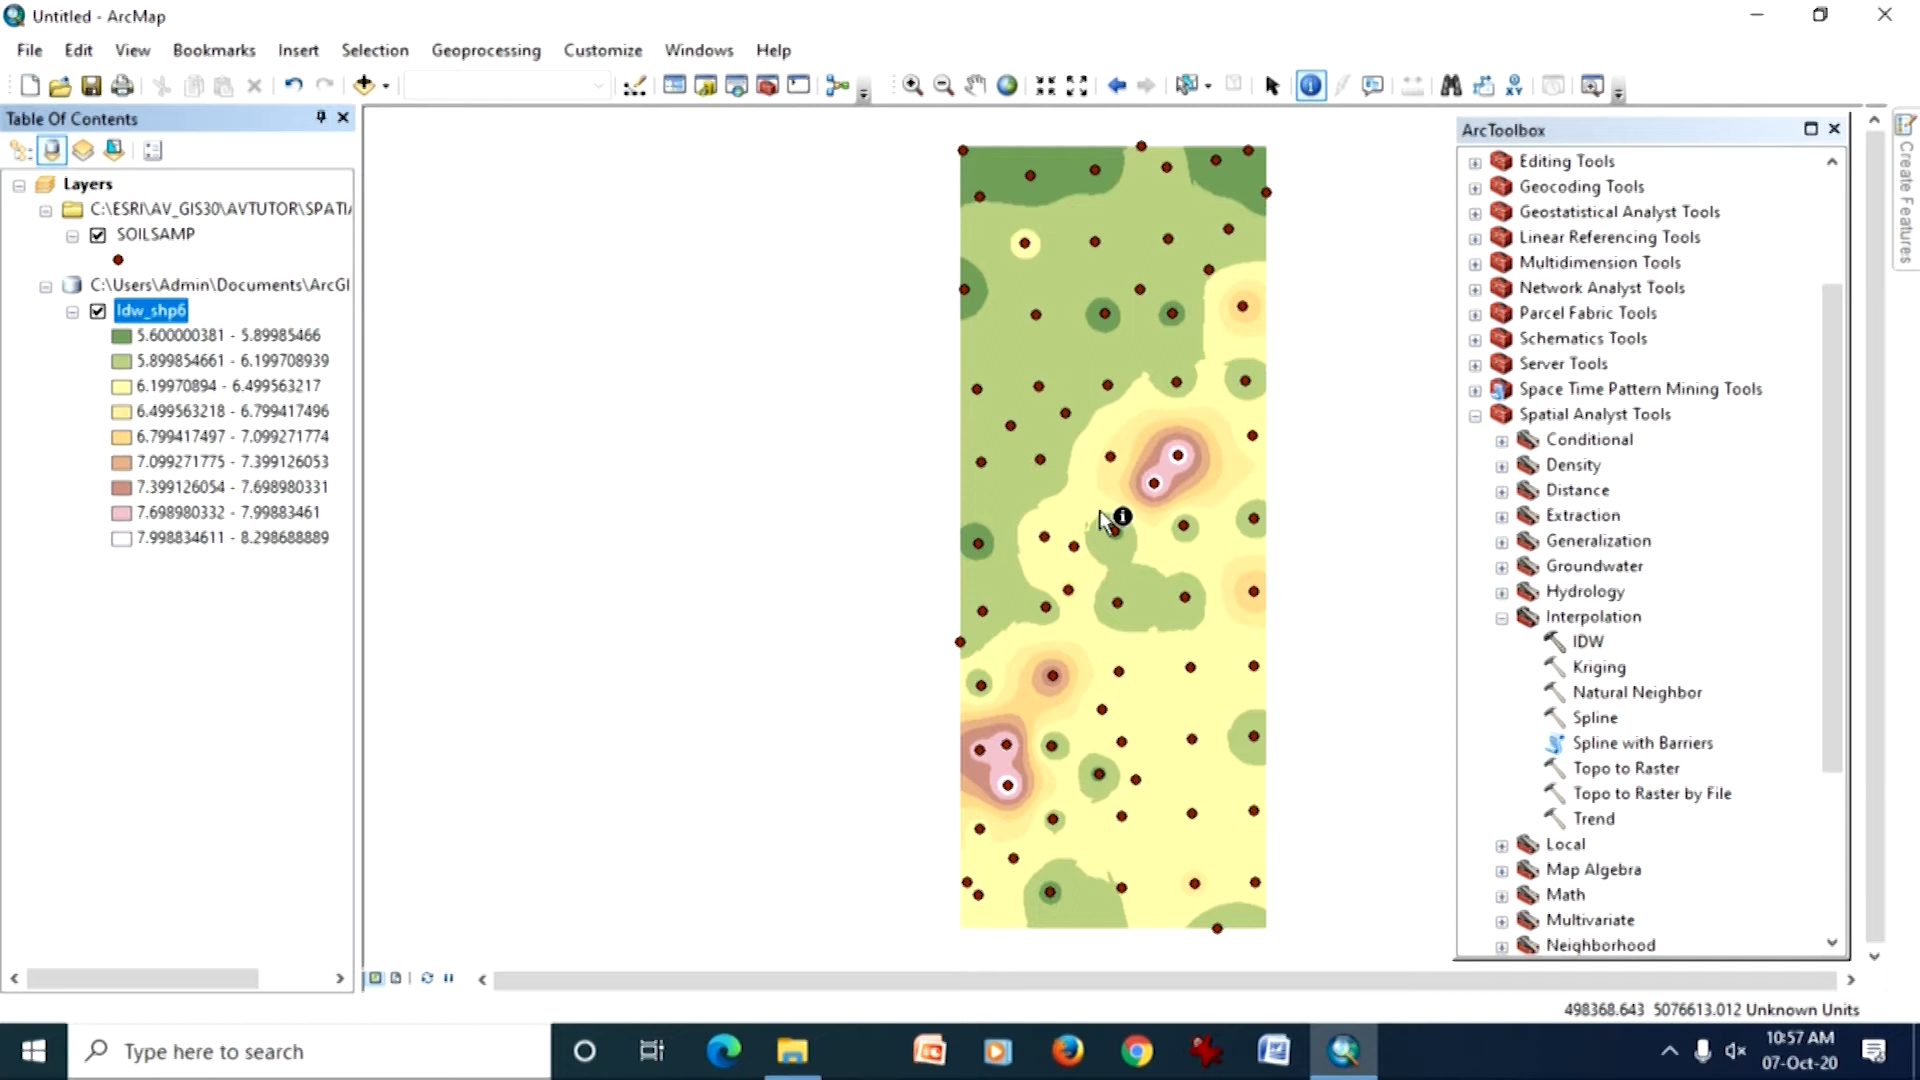 Untitled - ArcMap
File Edit View Bookmarks Insert Selection Geoprocessing Customize Windows Help
Table Of Contents
Layers
C:\ESRI\AV_GIS30\AVTUTOR\SPATIA
SOILSAMP
C:\Users\Admin\Documents\ArcGI
Idw_shp6
5.600000381 - 5.89985466
5.899854661 - 6.199708939
6.19970894 - 6.499563217
6.499563218 - 6.799417496
6.799417497 - 7.099271774
7.099271775 - 7.399126053
7.399126054 - 7.698980331
7.698980332 - 7.99883461
7.998834611 - 8.298688889
ArcToolbox
Editing Tools
Geocoding Tools
Geostatistical Analyst Tools
Linear Referencing Tools
Multidimension Tools
Network Analyst Tools
Parcel Fabric Tools
Schematics Tools
Server Tools
Space Time Pattern Mining Tools
Spatial Analyst Tools
Conditional
Density
Distance
Extraction
Generalization
Groundwater
Hydrology
Interpolation
IDW
Kriging
Natural Neighbor
Spline
Spline with Barriers
Topo to Raster
Topo to Raster by File
Trend
Local
Map Algebra
Math
Multivariate
Neighborhood
Create Features
498368.643 5076613.012 Unknown Units
Type here to search
10:57 AM
07-Oct-20